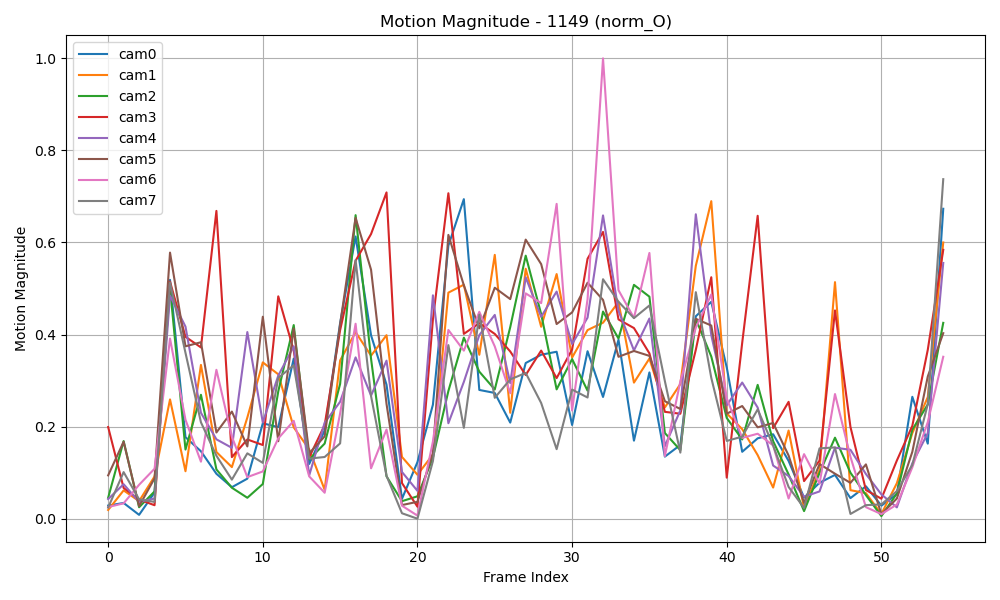 Motion Magnitude - 1149 (norm_O)
cam0
cam1
cam2
cam3
cam4
cam5
cam6
cam7
Motion Magnitude
1.0
0.8
0.6
0.4
0.2
0.0
0 10 20 30 40 50
Frame Index